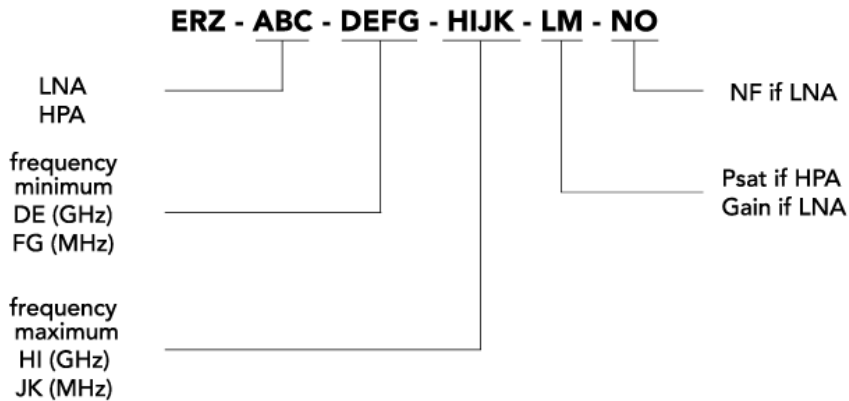 ERZ - ABC - DEFG - HIJK - LM - NO
LNA
HPA
NF if LNA
frequency
minimum
DE (GHz)
FG (MHz)
Psat if HPA
Gain if LNA
frequency
maximum
HI (GHz)
JK (MHz)